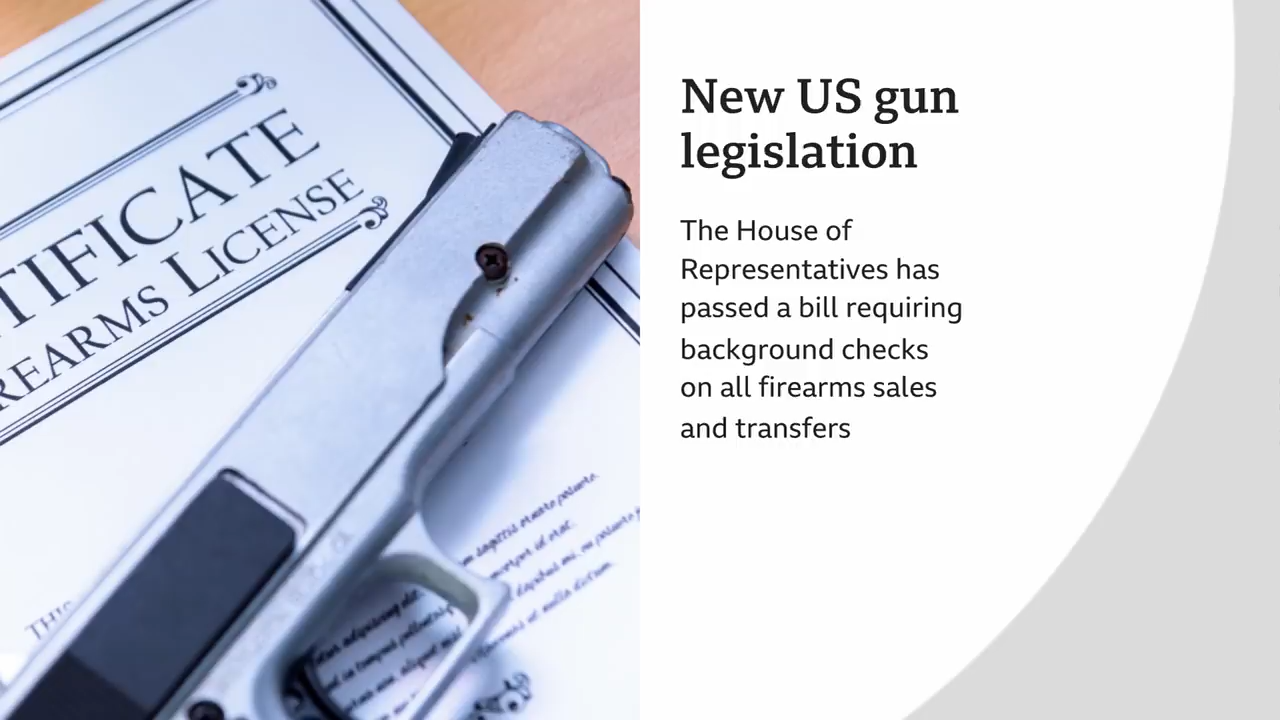 TIFICATE
REARMS LICENSE
THIS
New US gun
legislation
The House of
Representatives has
passed a bill requiring
background checks
on all firearms sales
and transfers